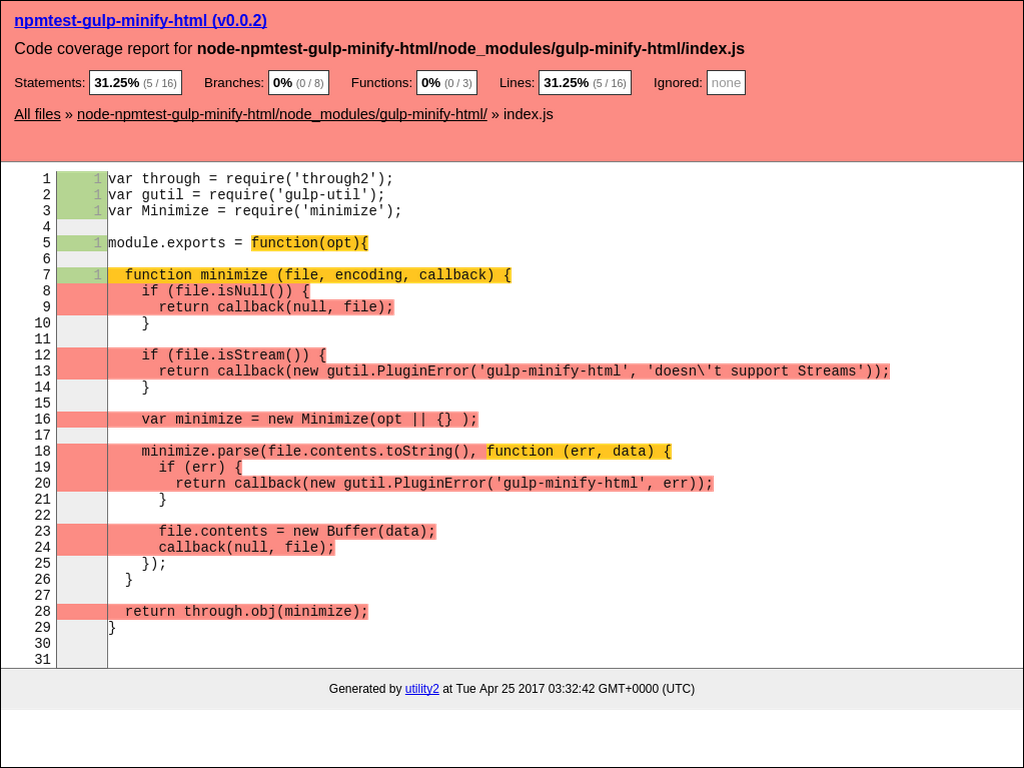 npmtest-gulp-minify-html (v0.0.2)
Code coverage report for node-npmtest-gulp-minify-html/node_modules/gulp-minify-html/index.js
Statements: 31.25% (5 / 16) Branches: 0% (0 / 8) Functions: 0% (0 / 3) Lines: 31.25% (5 / 16) Ignored: none
All files » node-npmtest-gulp-minify-html/node_modules/gulp-minify-html/ » index.js
1 1 var through = require('through2');
2 1 var gutil = require('gulp-util');
3 1 var Minimize = require('minimize');
4
5 1 module.exports = function(opt){
6
7 1   function minimize (file, encoding, callback) {
8     if (file.isNull()) {
9       return callback(null, file);
10     }
11
12     if (file.isStream()) {
13       return callback(new gutil.PluginError('gulp-minify-html', 'doesn\'t support Streams'));
14     }
15
16     var minimize = new Minimize(opt || {} );
17
18     minimize.parse(file.contents.toString(), function (err, data) {
19       if (err) {
20         return callback(new gutil.PluginError('gulp-minify-html', err));
21       }
22
23       file.contents = new Buffer(data);
24       callback(null, file);
25     });
26   }
27
28   return through.obj(minimize);
29 }
30
31
Generated by utility2 at Tue Apr 25 2017 03:32:42 GMT+0000 (UTC)